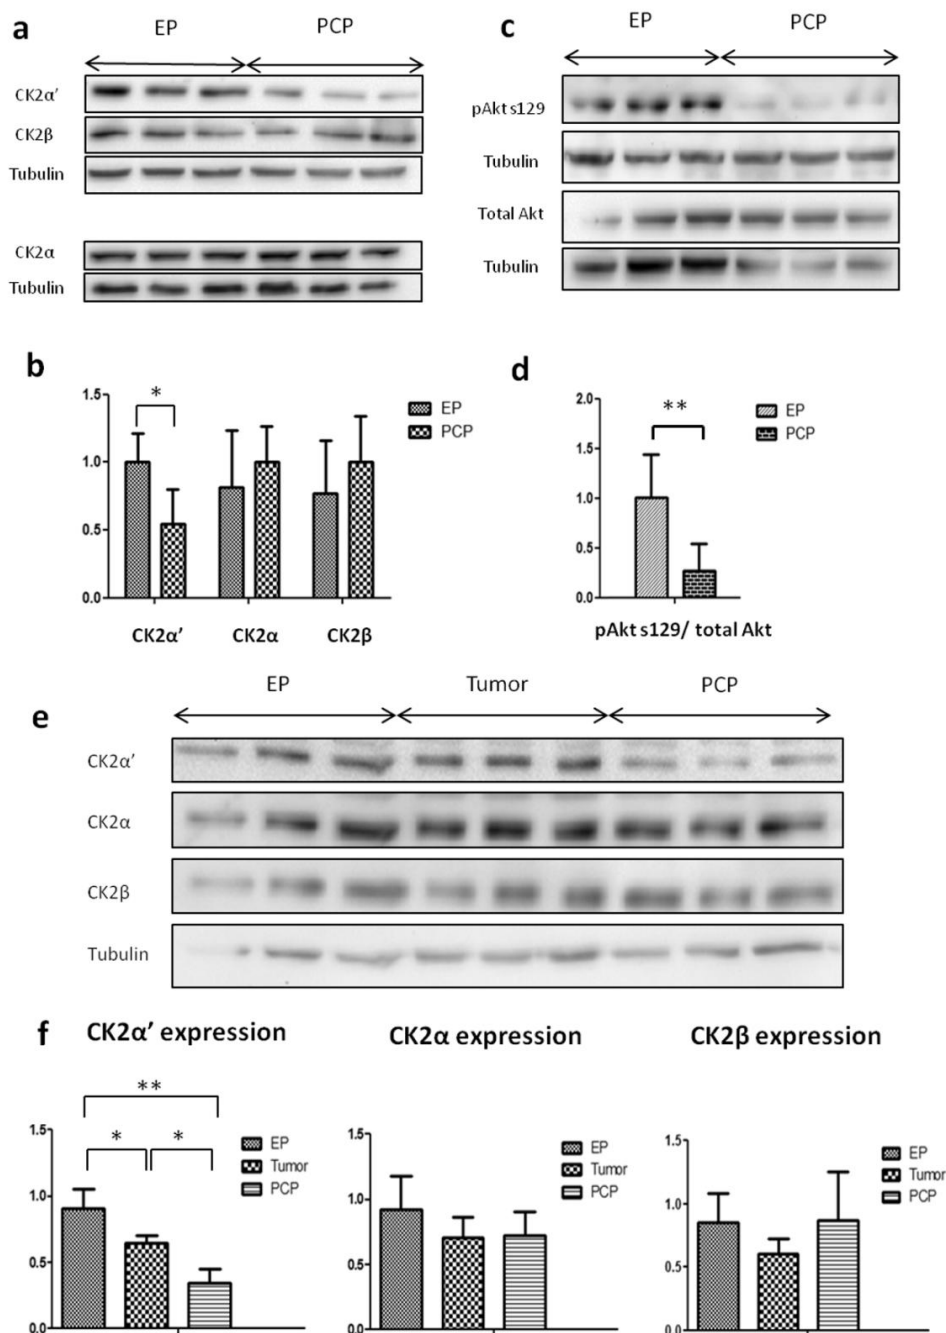 a
EP PCP
CK2α’
CK2β
Tubulin
CK2α
Tubulin
c
EP PCP
pAkt s129
Tubulin
Total Akt
Tubulin
b
1.5
1.0
0.5
0.0
*
EP
PCP
CK2α’ CK2α CK2β
d
2.0
1.5
1.0
0.5
0.0
**
EP
PCP
pAkt s129/ total Akt
e
EP Tumor PCP
CK2α’
CK2α
CK2β
Tubulin
f
CK2α’ expression
**
* *
1.5
1.0
0.5
0.0
EP
Tumor
PCP
CK2α expression
1.5
1.0
0.5
0.0
EP
Tumor
PCP
CK2β expression
1.5
1.0
0.5
0.0
EP
Tumor
PCP